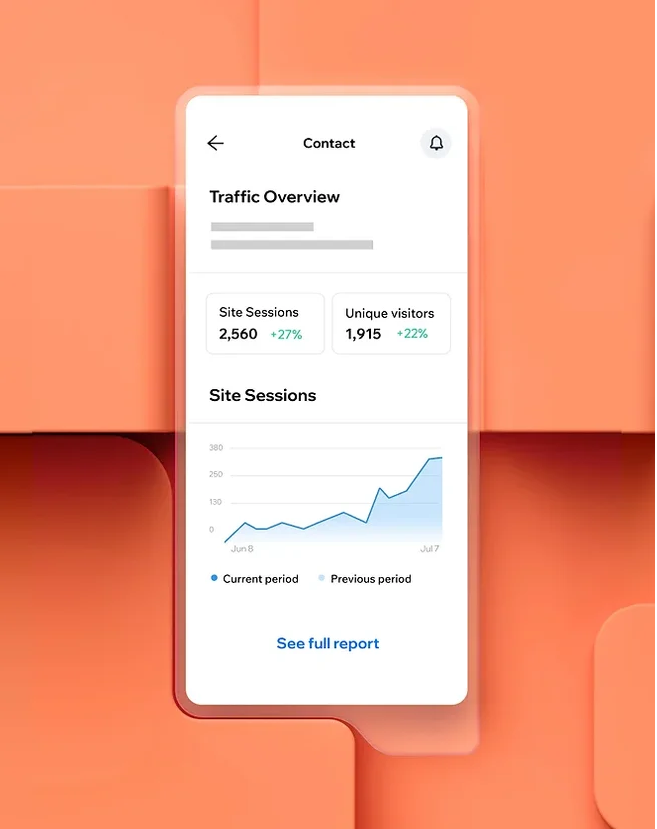 Contact
Traffic Overview
Site Sessions
2,560 +27%
Unique visitors
1,915 +22%
Site Sessions
380
250
130
0
Jun 8
Jul 7
Current period
Previous period
See full report